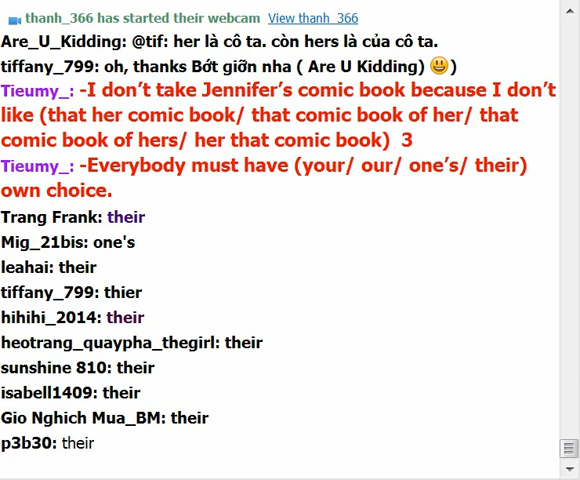 thanh_366 has started their webcam View thanh_366
Are_U_Kidding: @tif: her là cô ta. còn hers là của cô ta.
tiffany_799: oh, thanks Bớt giỡn nha ( Are U Kidding) 😃)
Tieumy_: -I don’t take Jennifer’s comic book because I don’t
like (that her comic book/ that comic book of her/ that
comic book of hers/ her that comic book)  3
Tieumy_: -Everybody must have (your/ our/ one’s/ their)
own choice.
Trang Frank: their
Mig_21bis: one's
leahai: their
tiffany_799: thier
hihihi_2014: their
heotrang_quaypha_thegirl: their
sunshine 810: their
isabell1409: their
Gio Nghich Mua_BM: their
p3b30: their